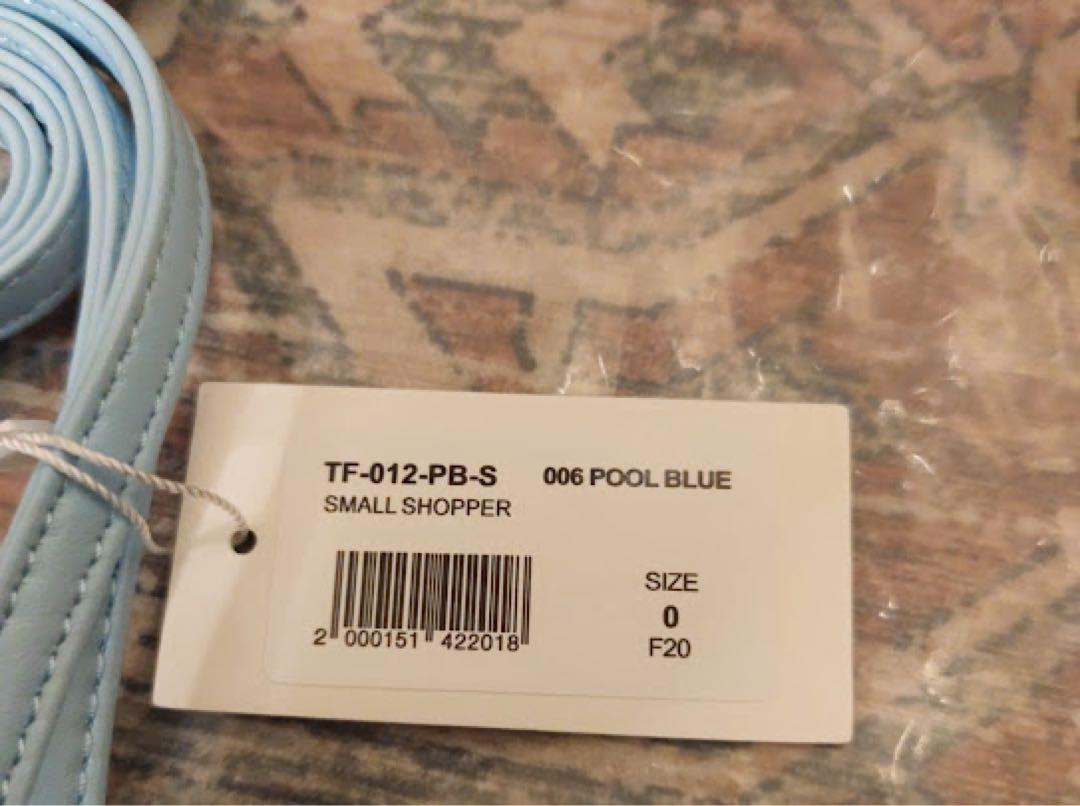 TF-012-PB-S 006 POOL BLUE
SMALL SHOPPER
SIZE
0
F20
2 000151 422018